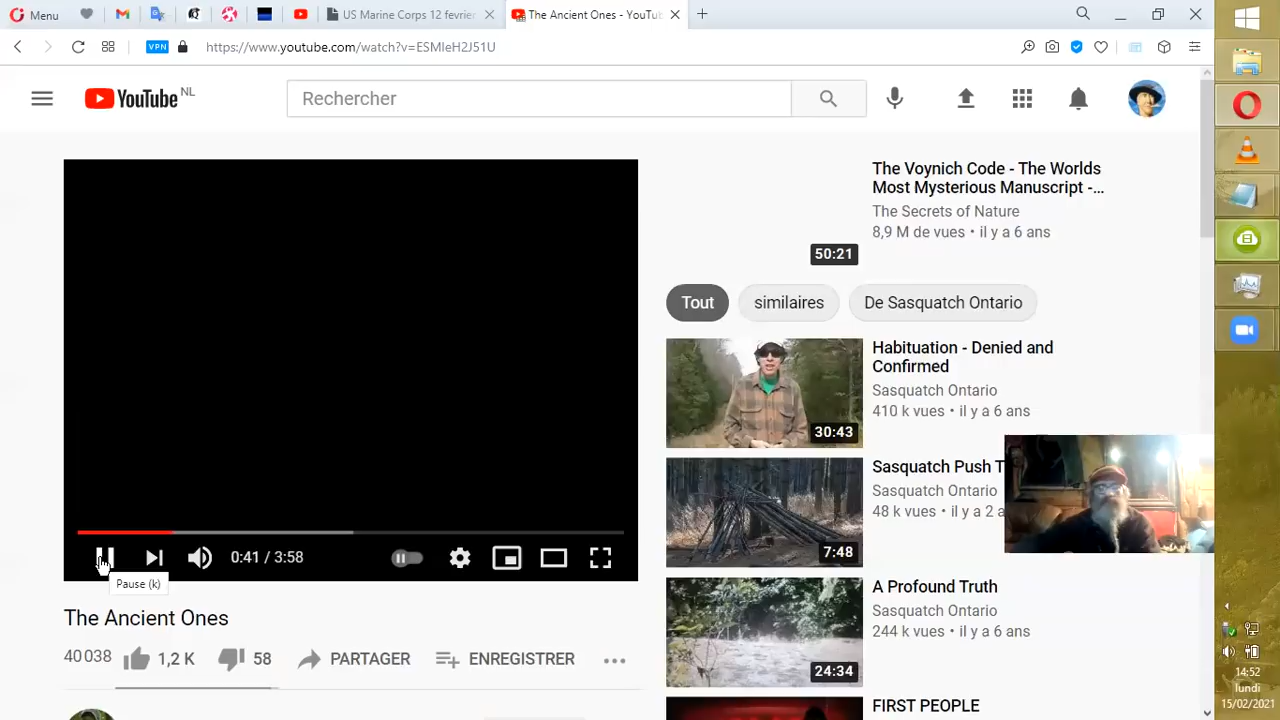 Menu
US Marine Corps 12 fevrier
The Ancient Ones - YouTub
VPN
https://www.youtube.com/watch?v=ESMleH2J51U
YouTube NL
Rechercher
The Voynich Code - The Worlds
Most Mysterious Manuscript -...
The Secrets of Nature
8,9 M de vues • il y a 6 ans
50:21
Tout
similaires
De Sasquatch Ontario
Habituation - Denied and
Confirmed
Sasquatch Ontario
410 k vues • il y a 6 ans
30:43
Sasquatch Push T
Sasquatch Ontario
48 k vues • il y a 2 a
7:48
0:41 / 3:58
Pause (k)
A Profound Truth
Sasquatch Ontario
244 k vues • il y a 6 ans
24:34
The Ancient Ones
40 038
1,2 K
58
PARTAGER
ENREGISTRER
FIRST PEOPLE
14:52
lundi
15/02/2021